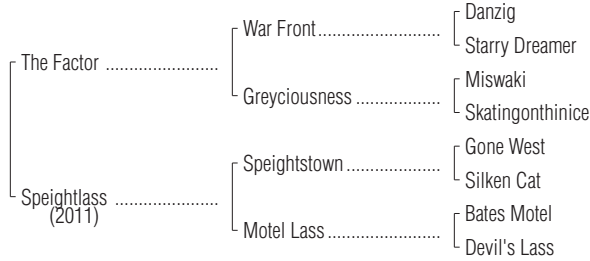 Danzig
War Front
Starry Dreamer
The Factor
Miswaki
Greyciousness
Skatingonthinice
Gone West
Speightstown
Silken Cat
Speightlass
(2011)
Bates Motel
Motel Lass
Devil's Lass